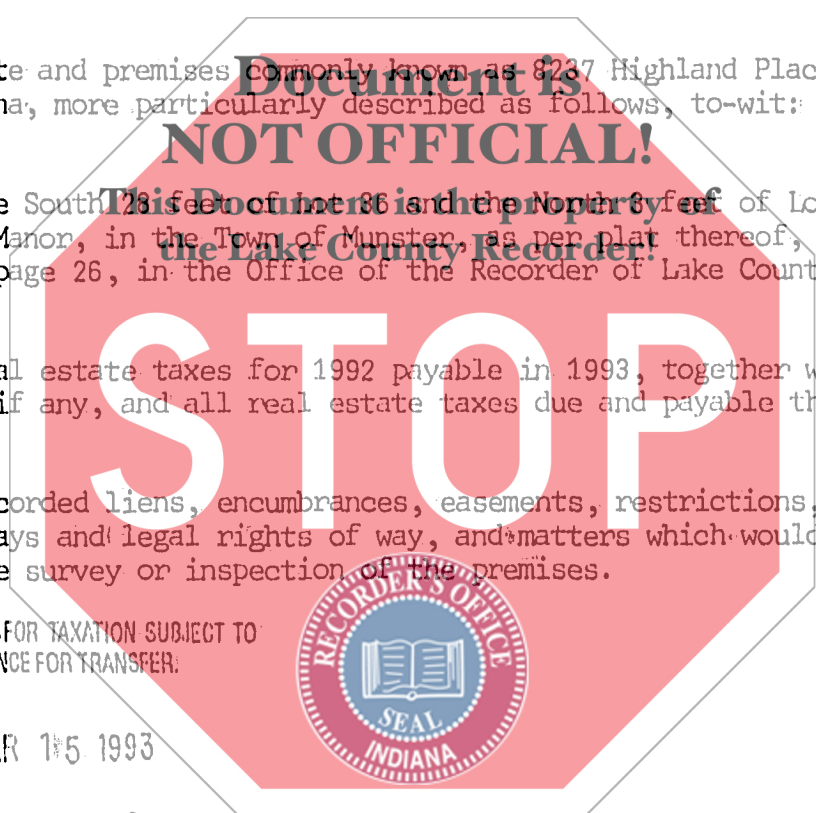 te and premises commonly known as 8237 Highland Plac
Document is
na, more particularly described as follows, to-wit:
NOT OFFICIAL!
e South 28 feet of Lot 86 and the North 8 feet of Lo
This Document is the property of
Manor, in the Town of Munster, as per plat thereof,
the Lake County Recorder!
page 26, in the Office of the Recorder of Lake Count
STOP
al estate taxes for 1992 payable in 1993, together w
if any, and all real estate taxes due and payable th
corded liens, encumbrances, easements, restrictions,
ays and legal rights of way, and matters which would
e survey or inspection of the premises.
RECORDER'S OFFICE
SEAL
INDIANA
FOR TAXATION SUBJECT TO
NCE FOR TRANSFER.
R 15 1993